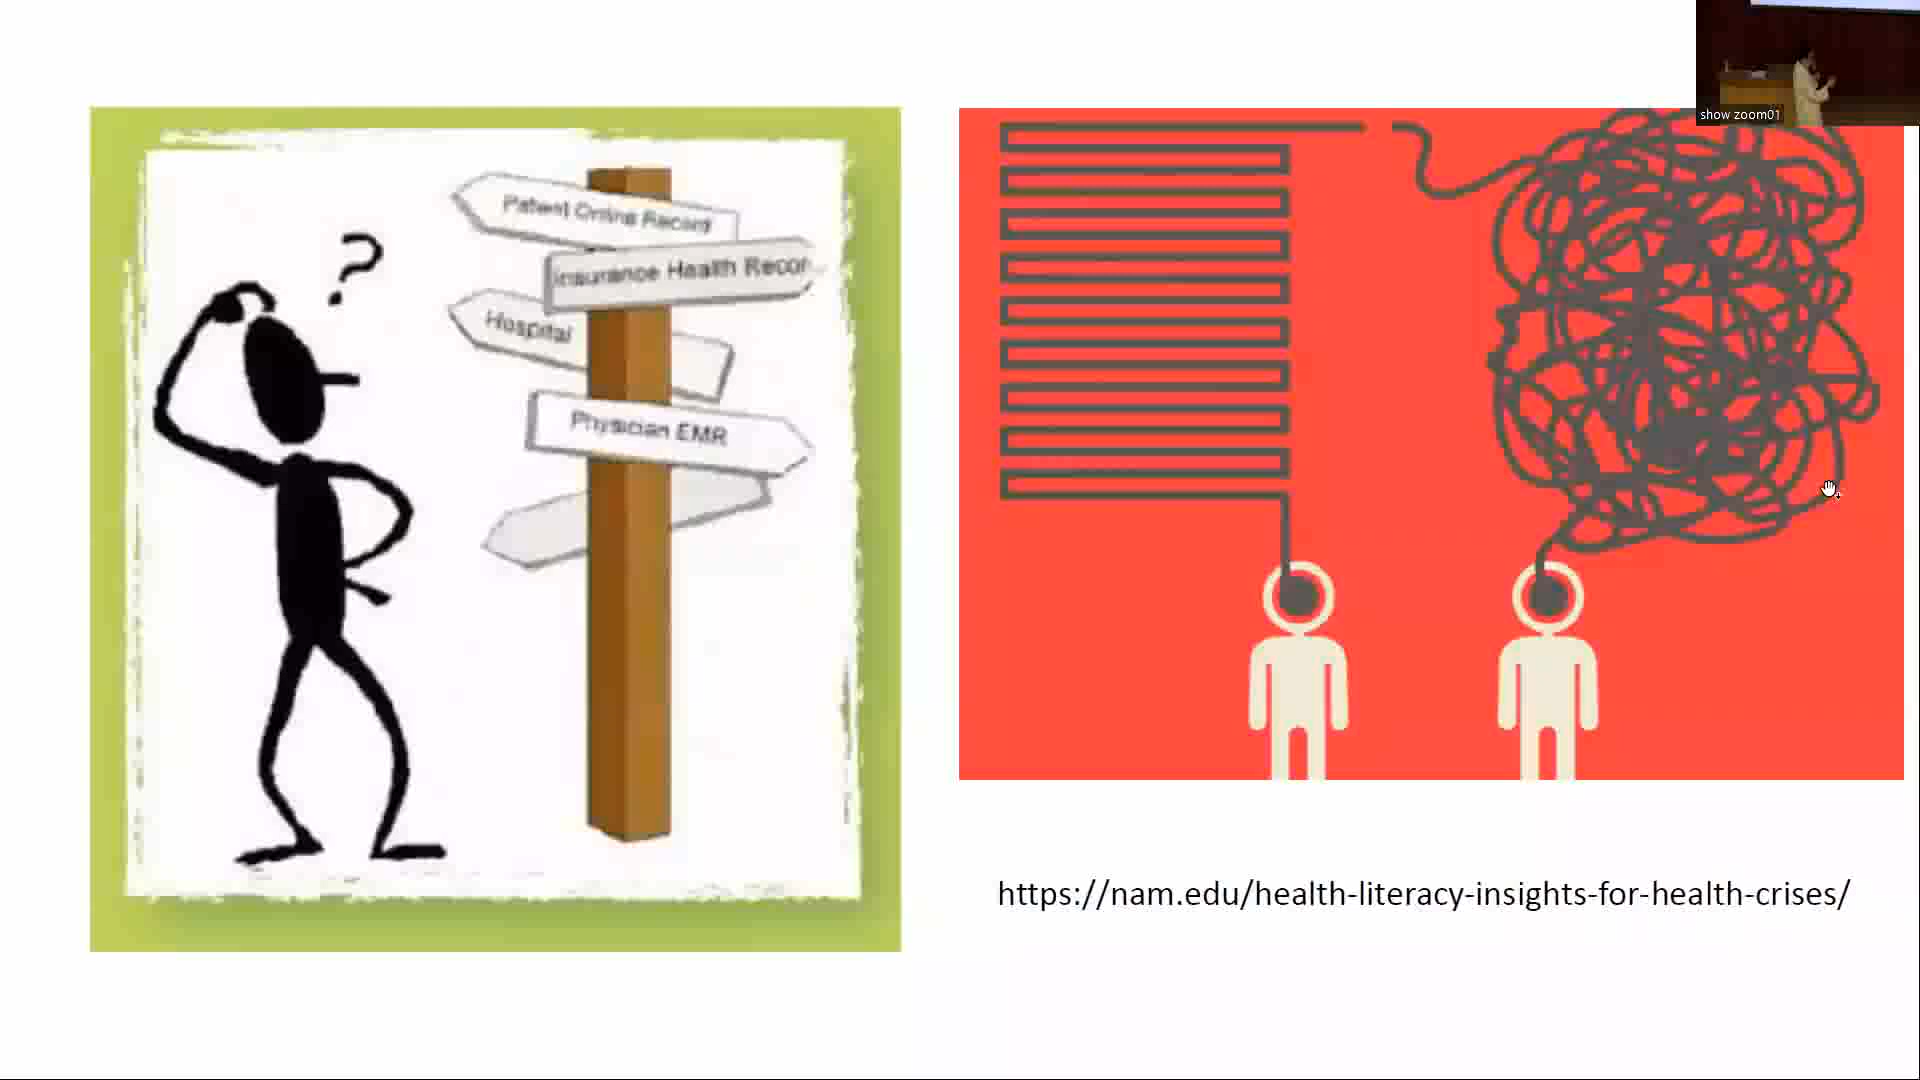 show zoom01
Patient Online Record
Insurance Health Recor
Hospital
Physician EMR
?
https://nam.edu/health-literacy-insights-for-health-crises/